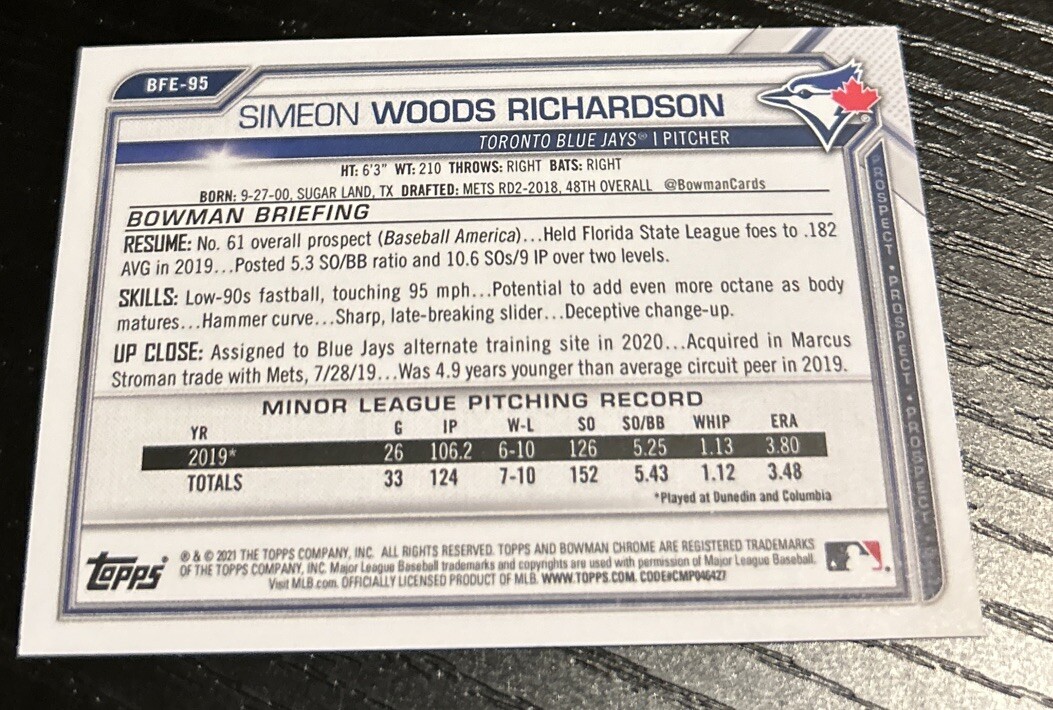 BFE-95
SIMEON WOODS RICHARDSON
TORONTO BLUE JAYS® | PITCHER
HT: 6'3" WT: 210 THROWS: RIGHT BATS: RIGHT
BORN: 9-27-00, SUGAR LAND, TX DRAFTED: METS RD2-2018, 48TH OVERALL @BowmanCards
BOWMAN BRIEFING
RESUME: No. 61 overall prospect (Baseball America)...Held Florida State League foes to .182
AVG in 2019...Posted 5.3 SO/BB ratio and 10.6 SOs/9 IP over two levels.
SKILLS: Low-90s fastball, touching 95 mph...Potential to add even more octane as body
matures...Hammer curve...Sharp, late-breaking slider...Deceptive change-up.
UP CLOSE: Assigned to Blue Jays alternate training site in 2020...Acquired in Marcus
Stroman trade with Mets, 7/28/19...Was 4.9 years younger than average circuit peer in 2019.
MINOR LEAGUE PITCHING RECORD
YR G IP W-L SO SO/BB WHIP ERA
2019* 26 106.2 6-10 126 5.25 1.13 3.80
TOTALS 33 124 7-10 152 5.43 1.12 3.48
*Played at Dunedin and Columbia
Topps®
® & © 2021 THE TOPPS COMPANY, INC. ALL RIGHTS RESERVED. TOPPS AND BOWMAN CHROME ARE REGISTERED TRADEMARKS
OF THE TOPPS COMPANY, INC. Major League Baseball trademarks and copyrights are used with permission of Major League Baseball.
Visit MLB.com. OFFICIALLY LICENSED PRODUCT OF MLB. WWW.TOPPS.COM. CODE#CMP046427
PROSPECT • PROSPECT • PROSPECT •